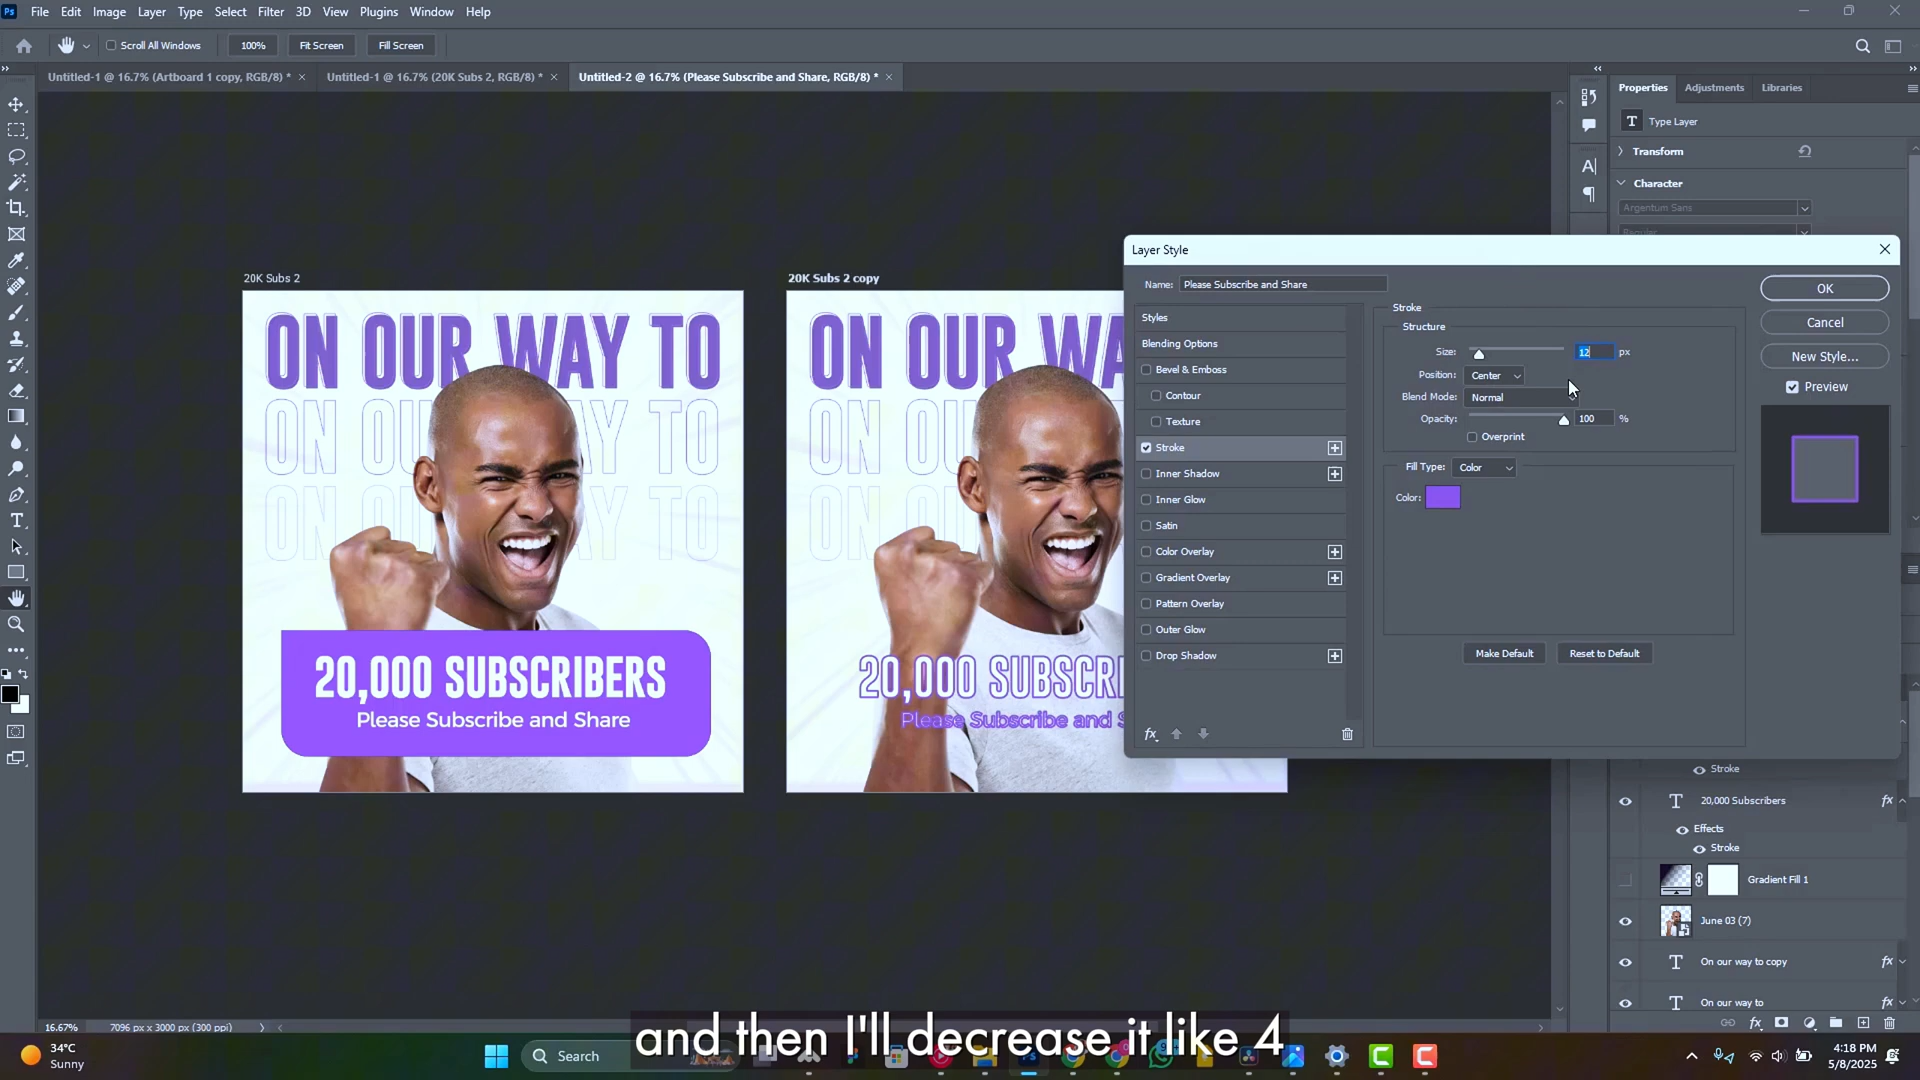 Ps File Edit Image Layer Type Select Filter 3D View Plugins Window Help
Scroll All Windows 100% Fit Screen Fill Screen
Untitled-1 @ 16.7% (Artboard 1 copy, RGB/8) * Untitled-1 @ 16.7% (20K Subs 2, RGB/8) * Untitled-2 @ 16.7% (Please Subscribe and Share, RGB/8) *
Properties Adjustments Libraries
T Type Layer
Transform
Character
Argentum Sans
Regular
20K Subs 2
20K Subs 2 copy
ON OUR WAY TO
ON OUR WAY TO
ON OUR WAY TO
20,000 SUBSCRIBERS
Please Subscribe and Share
ON OUR WA
ON OU
ON O
20,000 SUBSCRI
Please Subscribe and S
Layer Style
Name: Please Subscribe and Share
Styles
Blending Options
Bevel & Emboss
Contour
Texture
Stroke
Inner Shadow
Inner Glow
Satin
Color Overlay
Gradient Overlay
Pattern Overlay
Outer Glow
Drop Shadow
fx
Stroke
Structure
Size: 12 px
Position: Center
Blend Mode: Normal
Opacity: 100 %
Overprint
Fill Type: Color
Color:
Make Default Reset to Default
OK
Cancel
New Style...
Preview
Stroke
T 20,000 Subscribers fx
Effects
Stroke
Gradient Fill 1
June 03 (7)
T On our way to copy fx
T On our way to fx
16.67% 7096 px x 3000 px (300 ppi)
and then I'll decrease it like 4
34°C
Sunny
Search
4:18 PM
5/8/2025